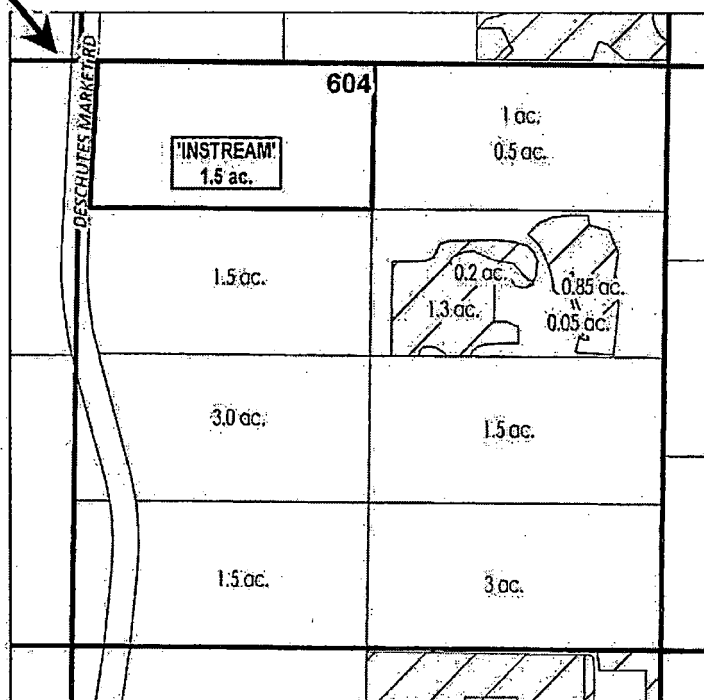 DESCHUTES MARKET RD
604
'INSTREAM'
1.5 ac.
1 ac.
0.5 ac.
1.5 ac.
0.2 ac.
1.3 ac.
0.85 ac.
0.05 ac.
3.0 ac.
1.5 ac.
1.5 ac.
3 ac.